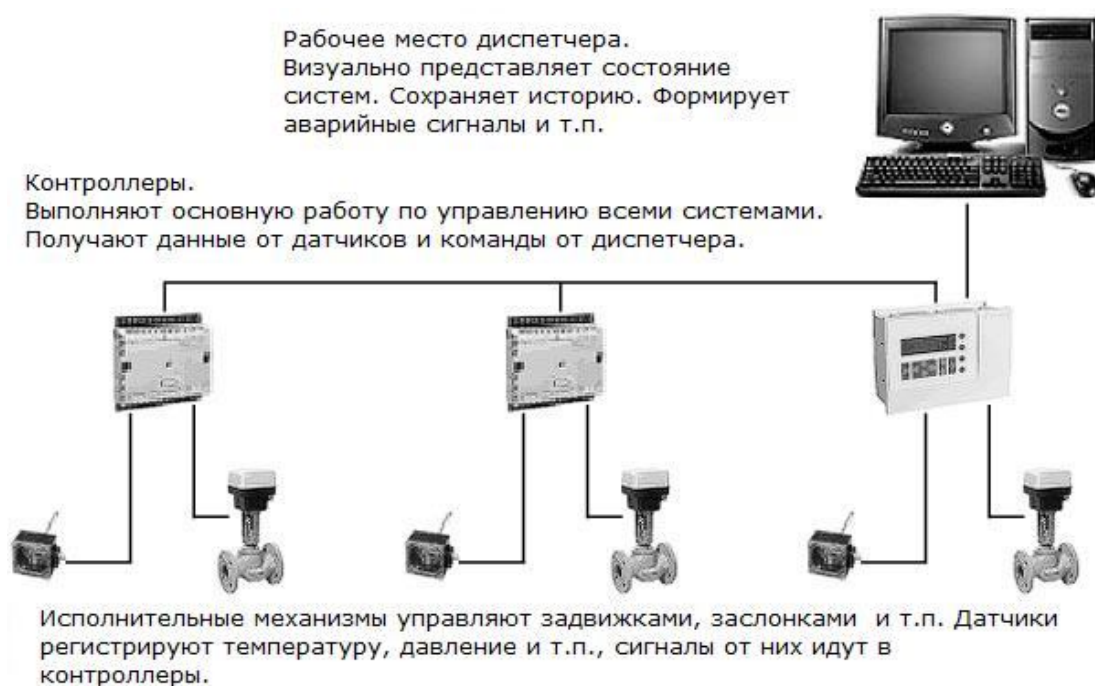 Рабочее место диспетчера.
Визуально представляет состояние
систем. Сохраняет историю. Формирует
аварийные сигналы и т.п.
Контроллеры.
Выполняют основную работу по управлению всеми системами.
Получают данные от датчиков и команды от диспетчера.
Исполнительные механизмы управляют задвижками, заслонками и т.п. Датчики
регистрируют температуру, давление и т.п., сигналы от них идут в
контроллеры.